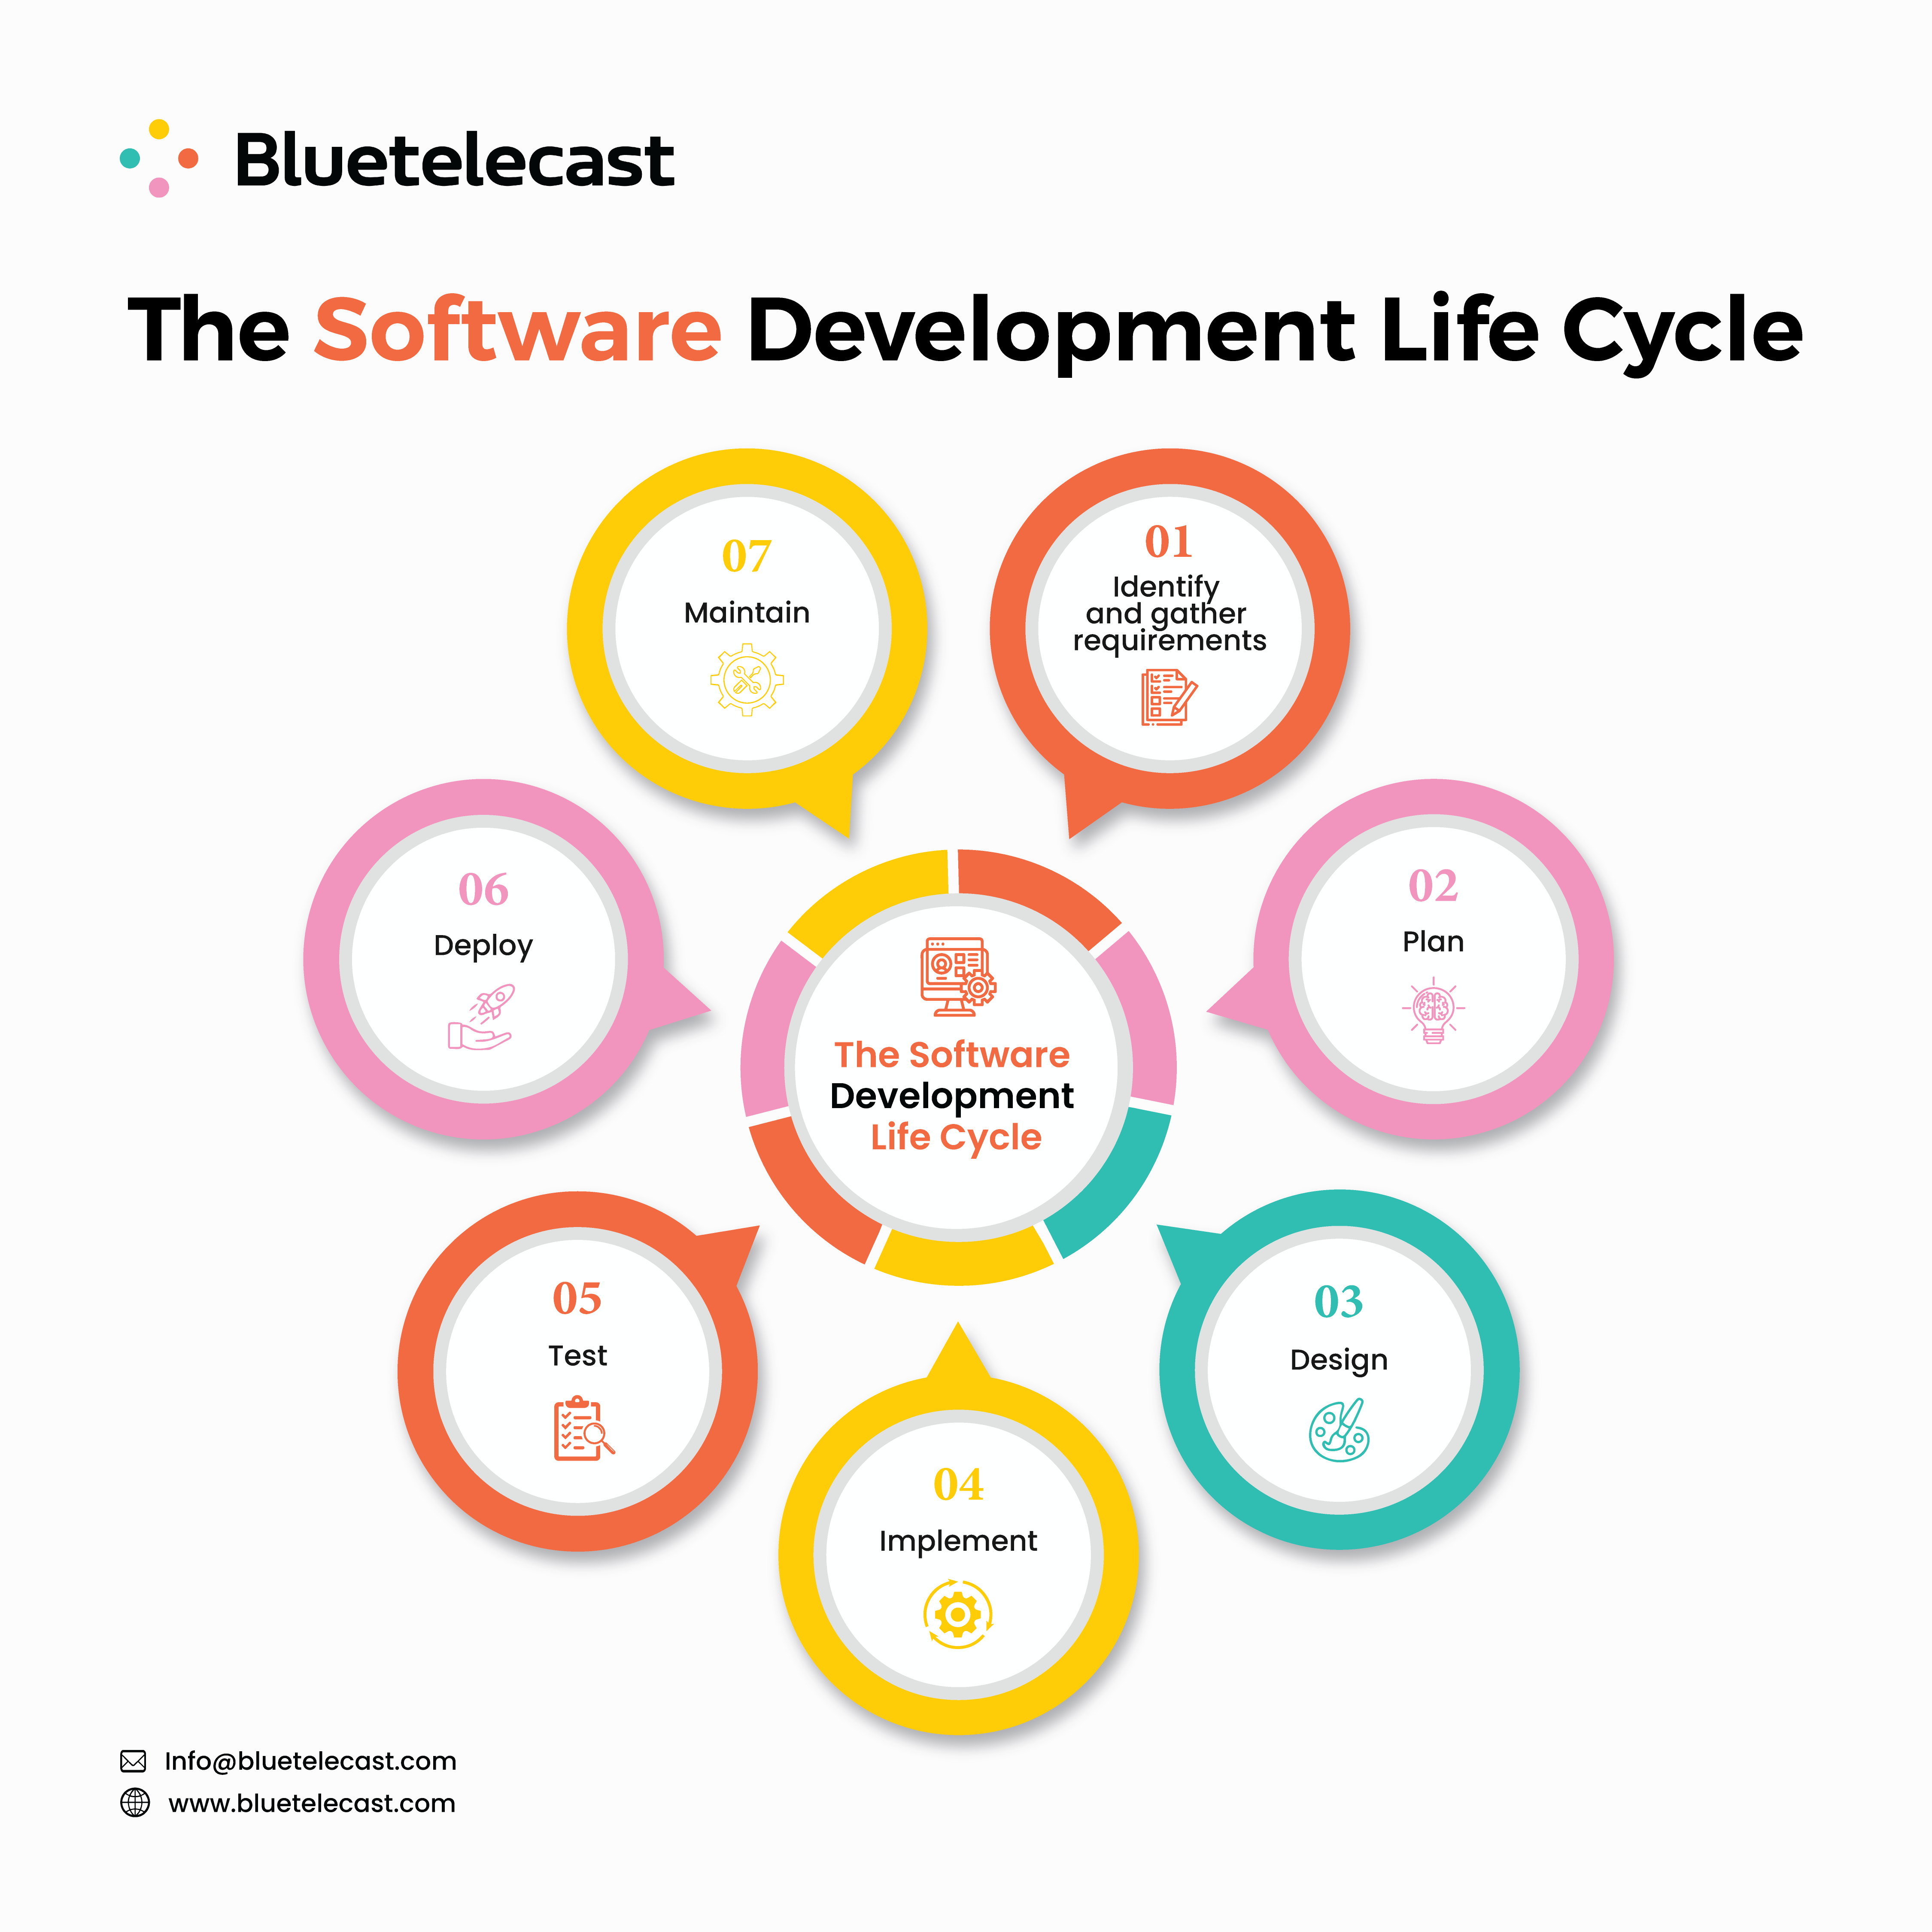 Bluetelecast
The Software Development Life Cycle
01
Identify
and gather
requirements
02
Plan
03
Design
04
Implement
05
Test
06
Deploy
07
Maintain
The Software
Development
Life Cycle
Info@bluetelecast.com
www.bluetelecast.com